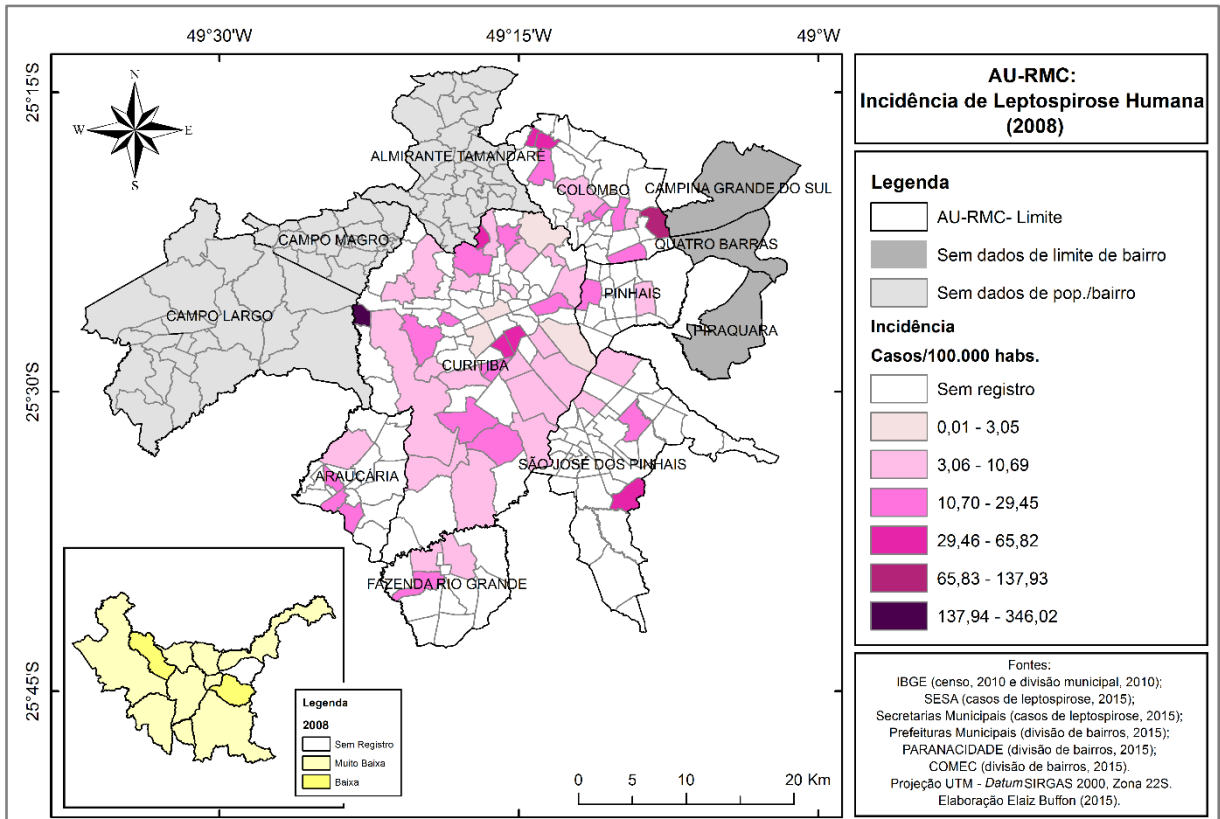 49°30'W
49°15'W
49°W
25°15'S
25°30'S
25°45'S
N
W
E
S
ALMIRANTE TAMANDARÉ
COLOMBO
CAMPINA GRANDE DO SUL
CAMPO MAGRO
QUATRO BARRAS
PINHAIS
CAMPO LARGO
PIRAQUARA
CURITIBA
SÃO JOSÉ DOS PINHAIS
ARAUCÁRIA
FAZENDA RIO GRANDE
Legenda
2008
Sem Registro
Muito Baixa
Baixa
0 5 10 20 Km
AU-RMC:
Incidência de Leptospirose Humana
(2008)
Legenda
AU-RMC- Limite
Sem dados de limite de bairro
Sem dados de pop./bairro
Incidência
Casos/100.000 habs.
Sem registro
0,01 - 3,05
3,06 - 10,69
10,70 - 29,45
29,46 - 65,82
65,83 - 137,93
137,94 - 346,02
Fontes:
IBGE (censo, 2010 e divisão municipal, 2010);
SESA (casos de leptospirose, 2015);
Secretarias Municipais (casos de leptospirose, 2015);
Prefeituras Municipais (divisão de bairros, 2015);
PARANACIDADE (divisão de bairros, 2015);
COMEC (divisão de bairros, 2015).
Projeção UTM - Datum SIRGAS 2000, Zona 22S.
Elaboração Elaiz Buffon (2015).